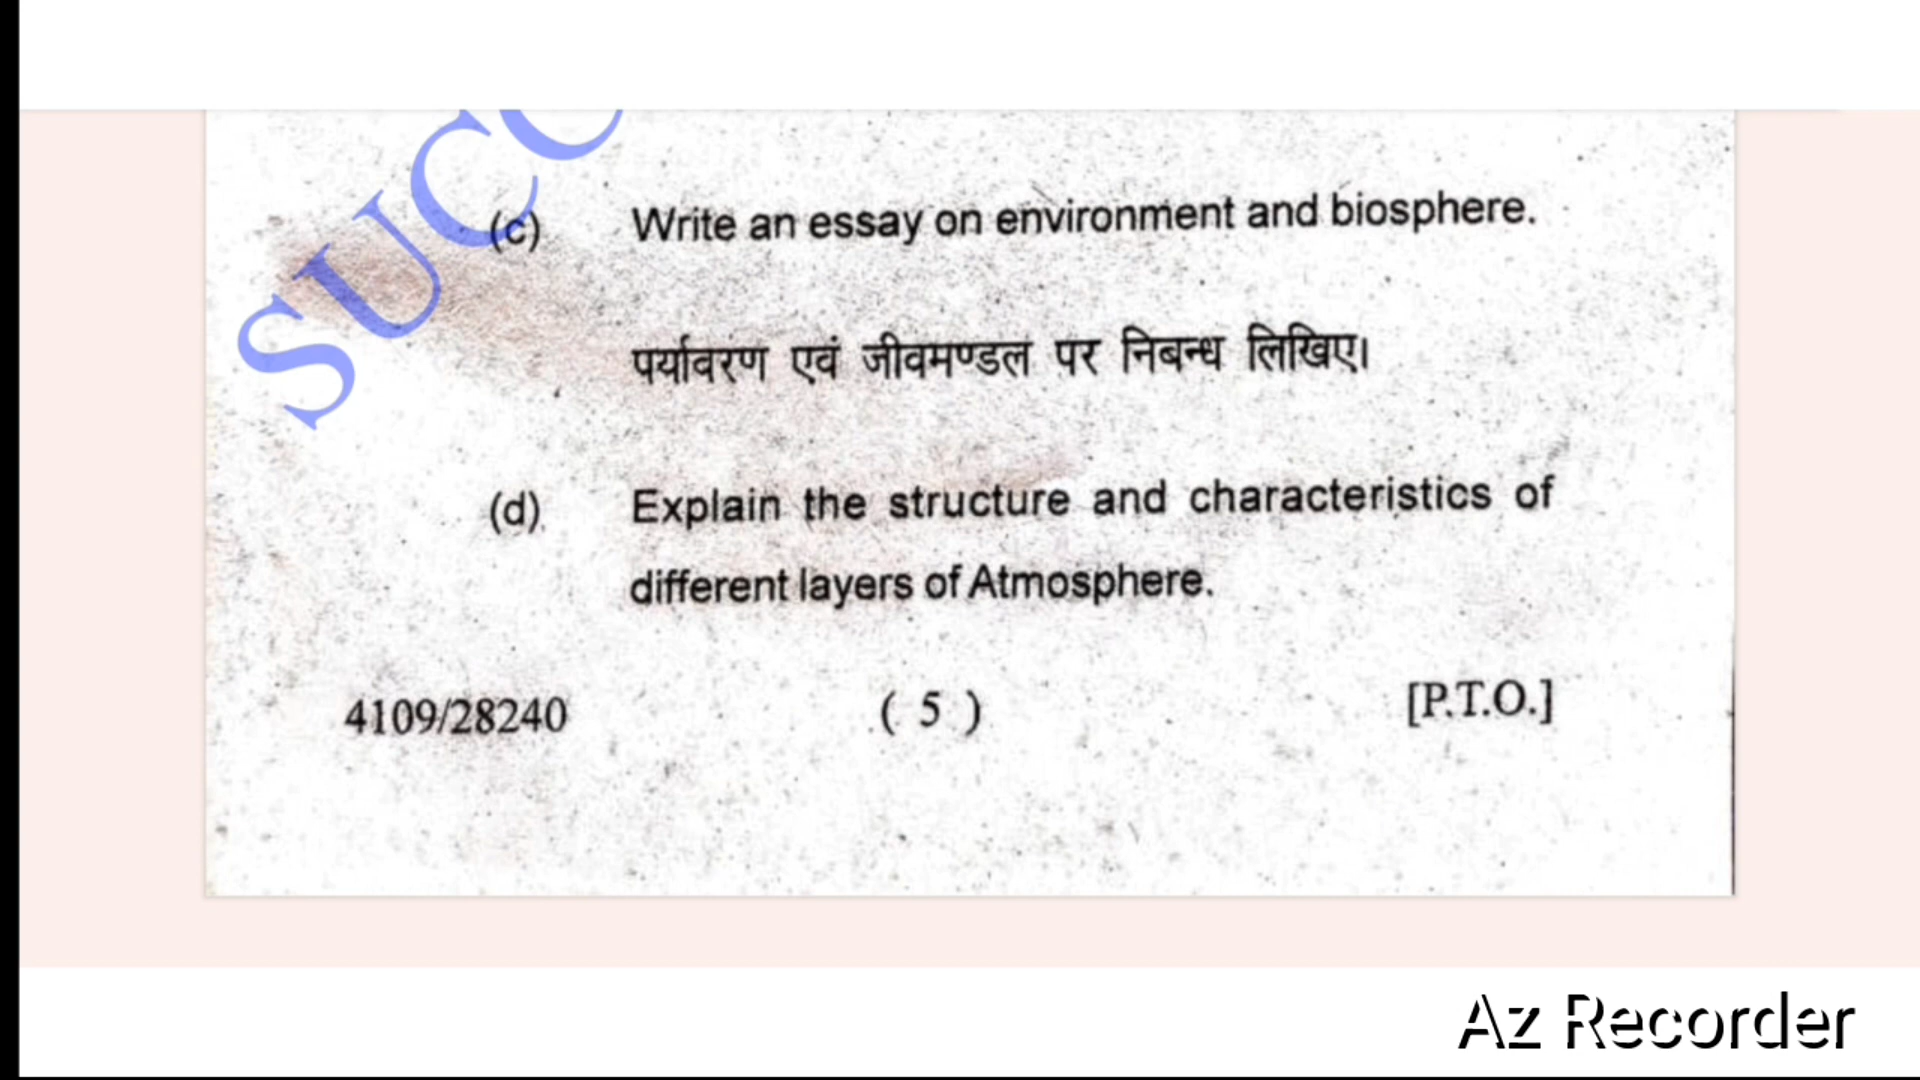 SUCC
(c) Write an essay on environment and biosphere.
पर्यावरण एवं जीवमण्डल पर निबन्ध लिखिए।
(d) Explain the structure and characteristics of
different layers of Atmosphere.
4109/28240 ( 5 ) [P.T.O.]
Az Recorder